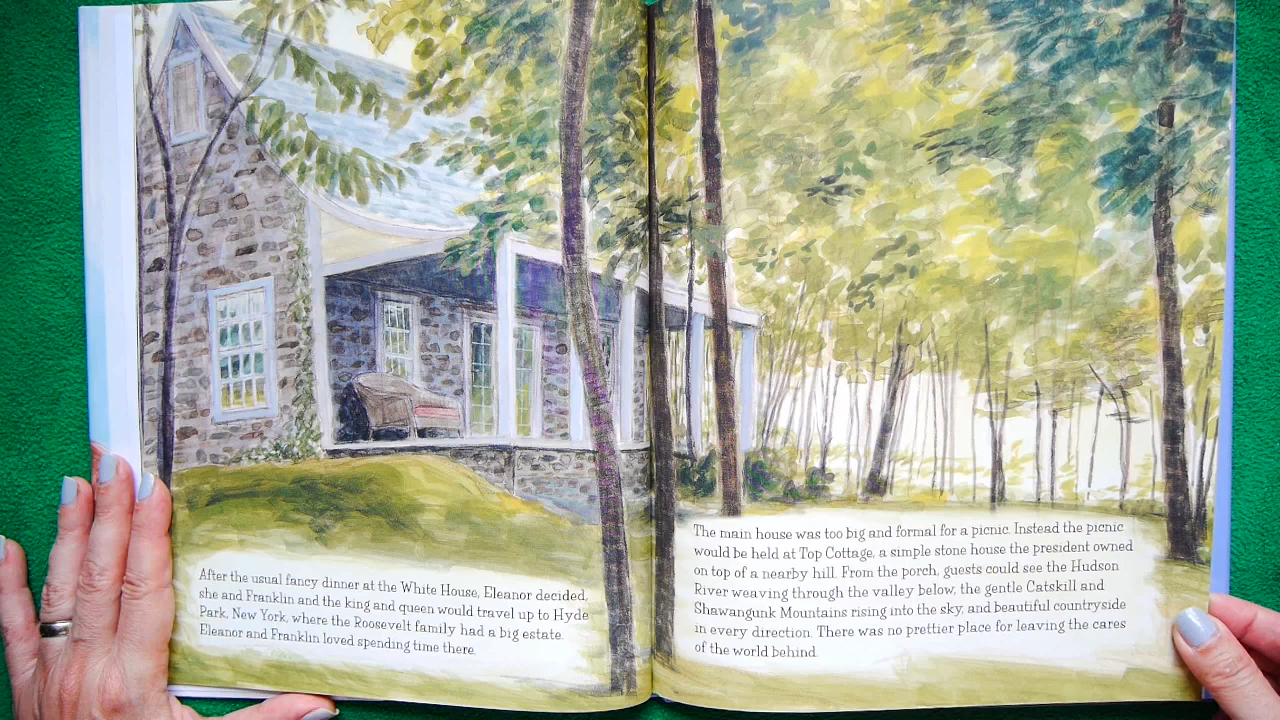 After the usual fancy dinner at the White House, Eleanor decided,
she and Franklin and the king and queen would travel up to Hyde
Park, New York, where the Roosevelt family had a big estate.
Eleanor and Franklin loved spending time there.
The main house was too big and formal for a picnic. Instead the picnic
would be held at Top Cottage, a simple stone house the president owned
on top of a nearby hill. From the porch, guests could see the Hudson
River weaving through the valley below, the gentle Catskill and
Shawangunk Mountains rising into the sky, and beautiful countryside
in every direction. There was no prettier place for leaving the cares
of the world behind.